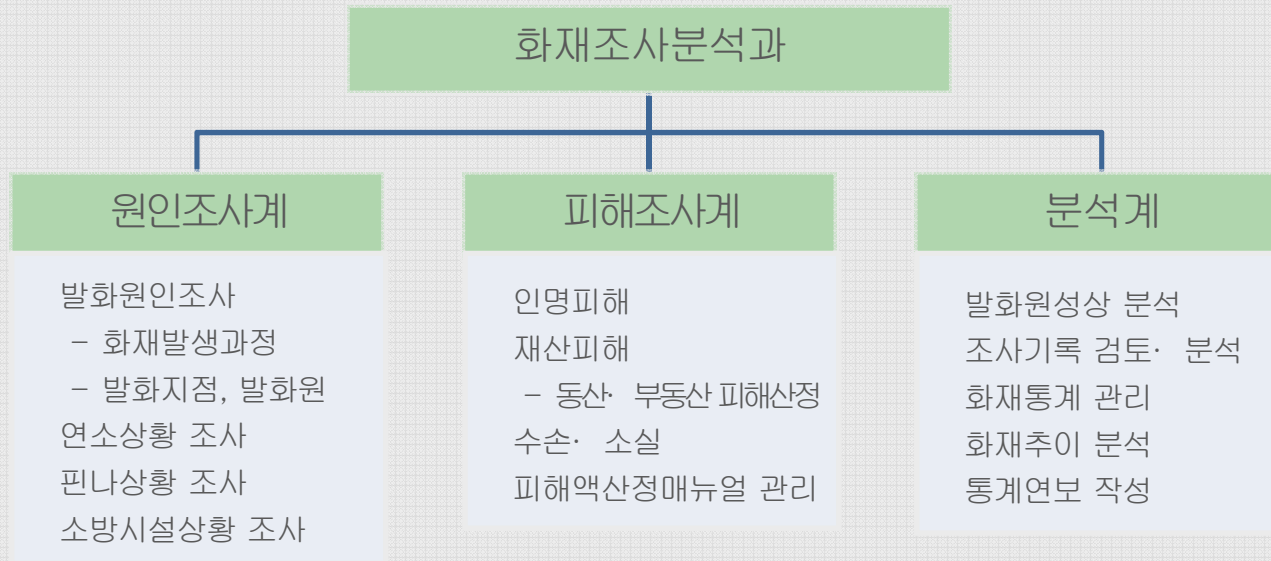 화재조사분석과
원인조사계
발화원인조사
- 화재발생과정
- 발화지점, 발화원
연소상황 조사
핀나상황 조사
소방시설상황 조사
피해조사계
인명피해
재산피해
- 동산· 부동산 피해산정
수손· 소실
피해액산정매뉴얼 관리
분석계
발화원성상 분석
조사기록 검토· 분석
화재통계 관리
화재추이 분석
통계연보 작성